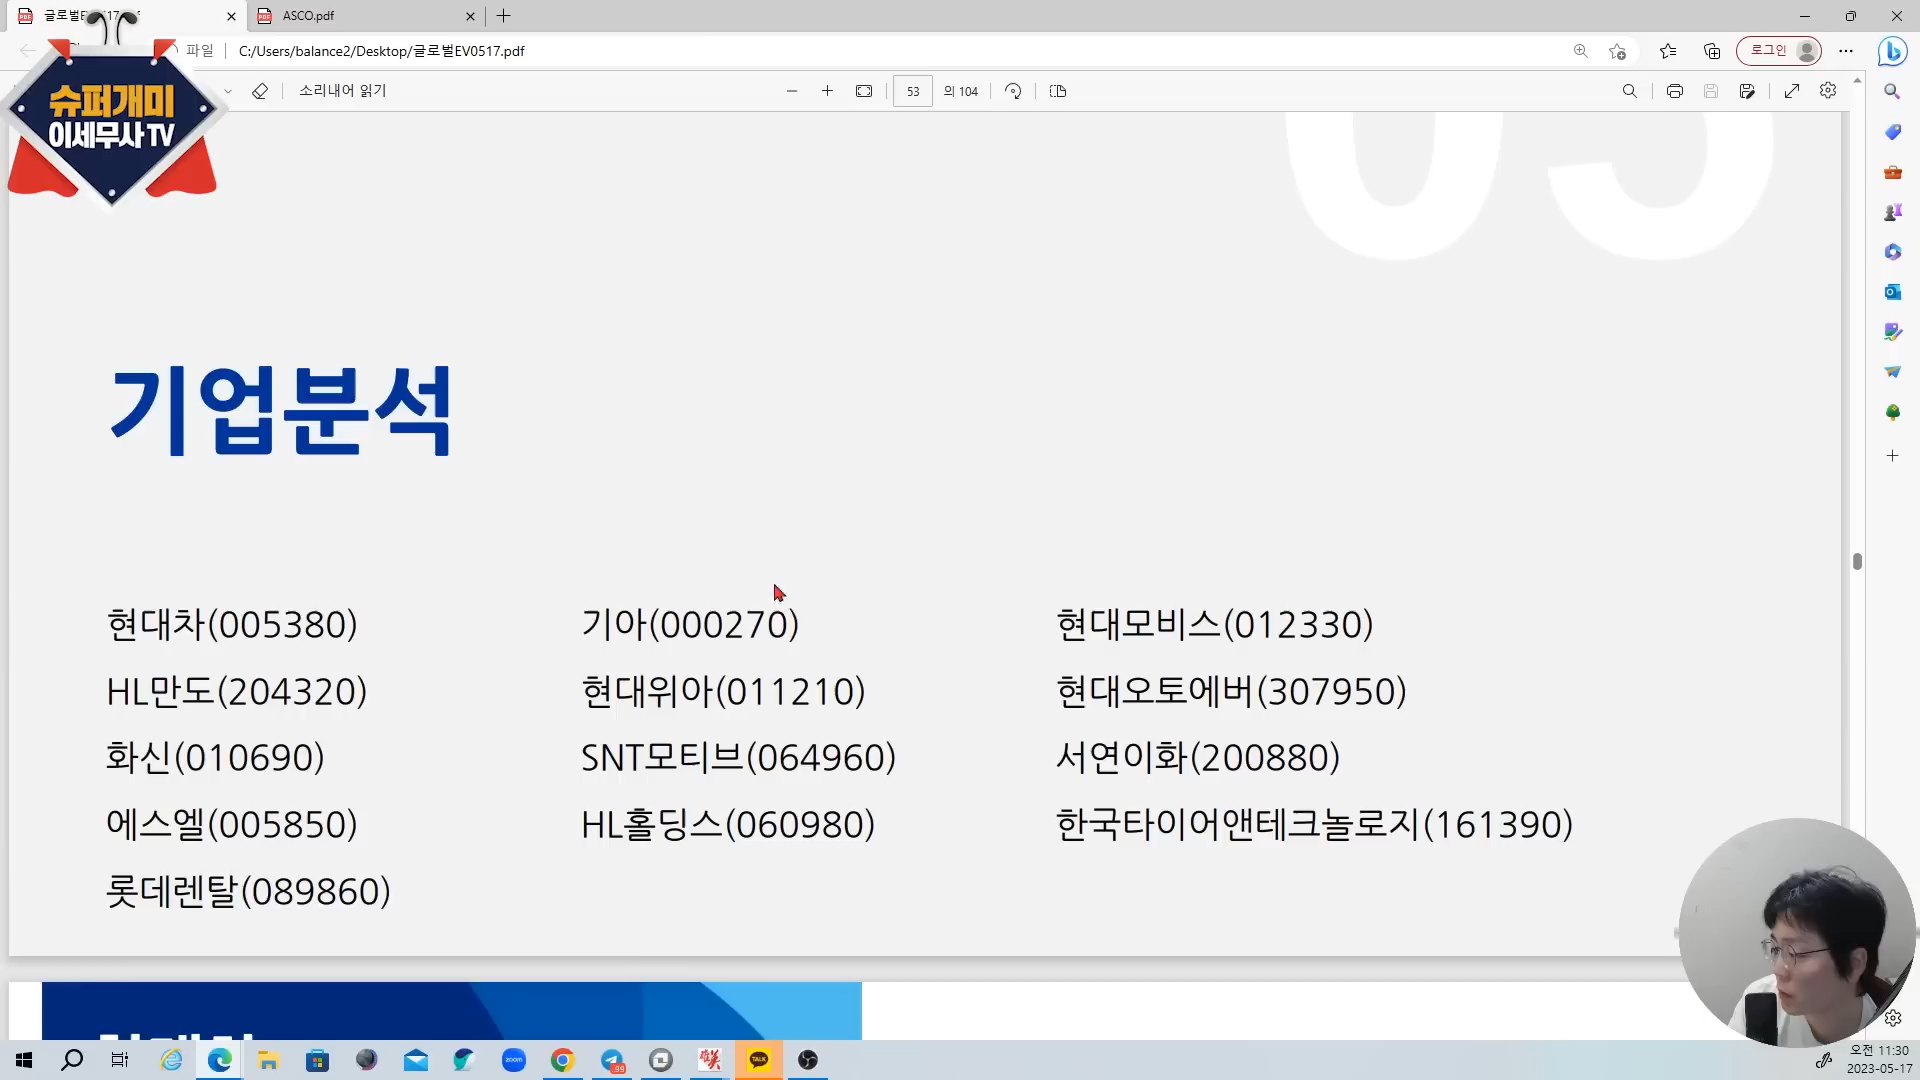 ASCO.pdf
파일
C:/Users/balance2/Desktop/글로벌EV0517.pdf
로그인
슈퍼개미
이세무사TV
소리내어 읽기
53
의 104
05
기업분석
현대차(005380)
기아(000270)
현대모비스(012330)
HL만도(204320)
현대위아(011210)
현대오토에버(307950)
화신(010690)
SNT모티브(064960)
서연이화(200880)
에스엘(005850)
HL홀딩스(060980)
한국타이어앤테크놀로지(161390)
롯데렌탈(089860)
zoom
99
TALK
오전 11:30
2023-05-17